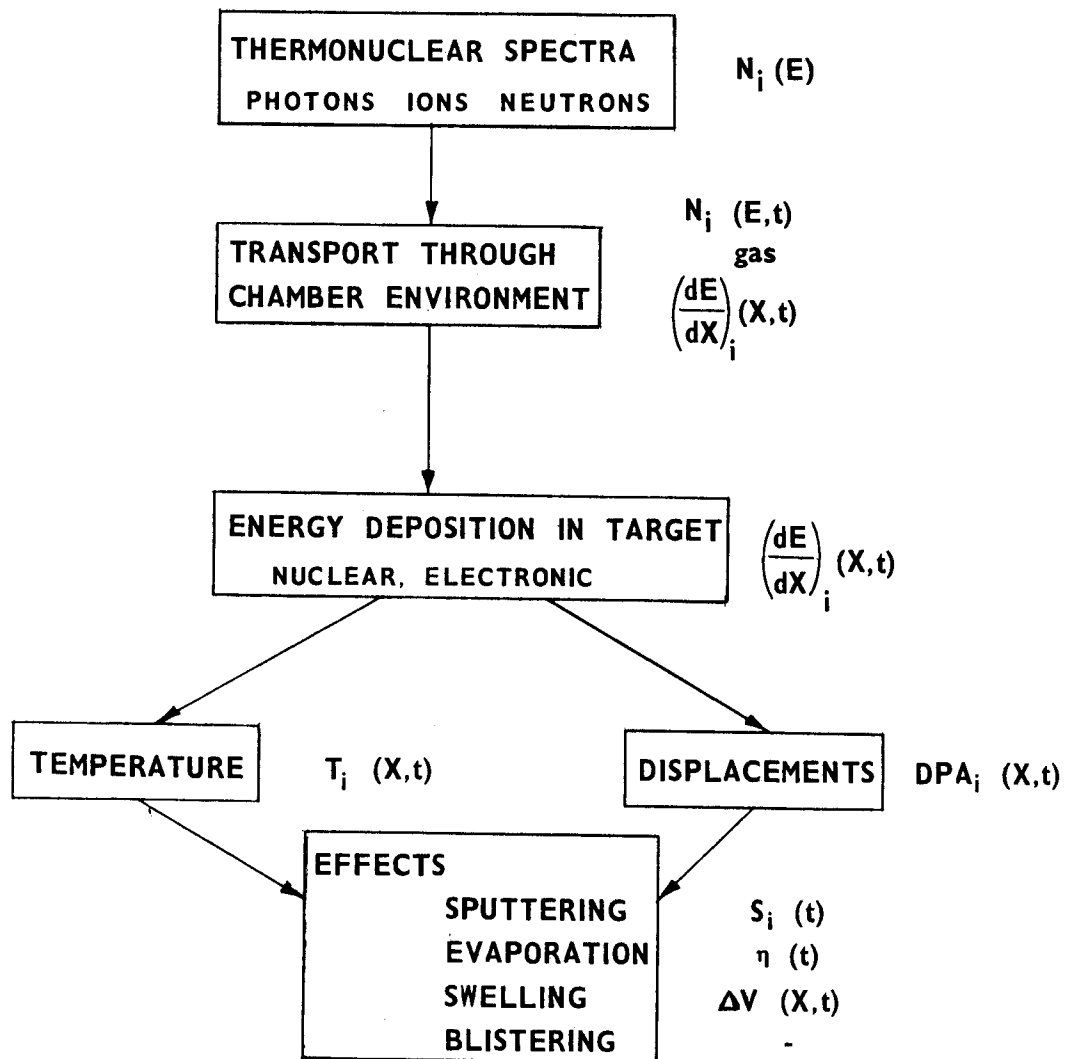 THERMONUCLEAR SPECTRA
PHOTONS IONS NEUTRONS
N_i (E)
TRANSPORT THROUGH
CHAMBER ENVIRONMENT
N_i (E,t)
gas
(dE/dX)_i (X,t)
ENERGY DEPOSITION IN TARGET
NUCLEAR, ELECTRONIC
(dE/dX)_i (X,t)
TEMPERATURE
T_i (X,t)
DISPLACEMENTS
DPA_i (X,t)
EFFECTS
SPUTTERING S_i (t)
EVAPORATION η (t)
SWELLING ΔV (X,t)
BLISTERING -